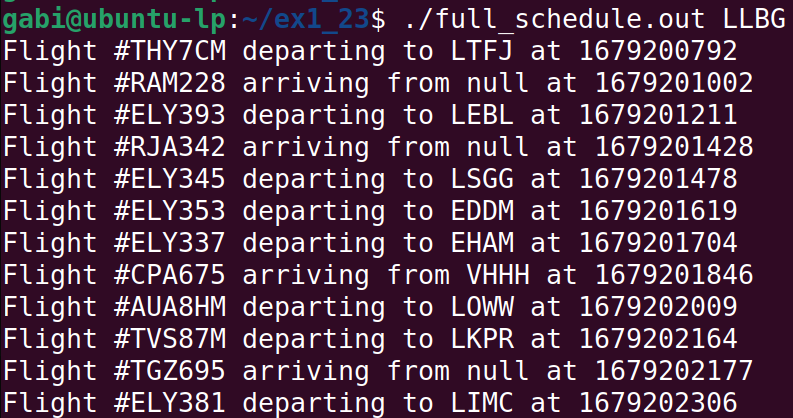 gabi@ubuntu-lp:~/ex1_23$ ./full_schedule.out LLBG
Flight #THY7CM departing to LTFJ at 1679200792
Flight #RAM228 arriving from null at 1679201002
Flight #ELY393 departing to LEBL at 1679201211
Flight #RJA342 arriving from null at 1679201428
Flight #ELY345 departing to LSGG at 1679201478
Flight #ELY353 departing to EDDM at 1679201619
Flight #ELY337 departing to EHAM at 1679201704
Flight #CPA675 arriving from VHHH at 1679201846
Flight #AUA8HM departing to LOWW at 1679202009
Flight #TVS87M departing to LKPR at 1679202164
Flight #TGZ695 arriving from null at 1679202177
Flight #ELY381 departing to LIMC at 1679202306